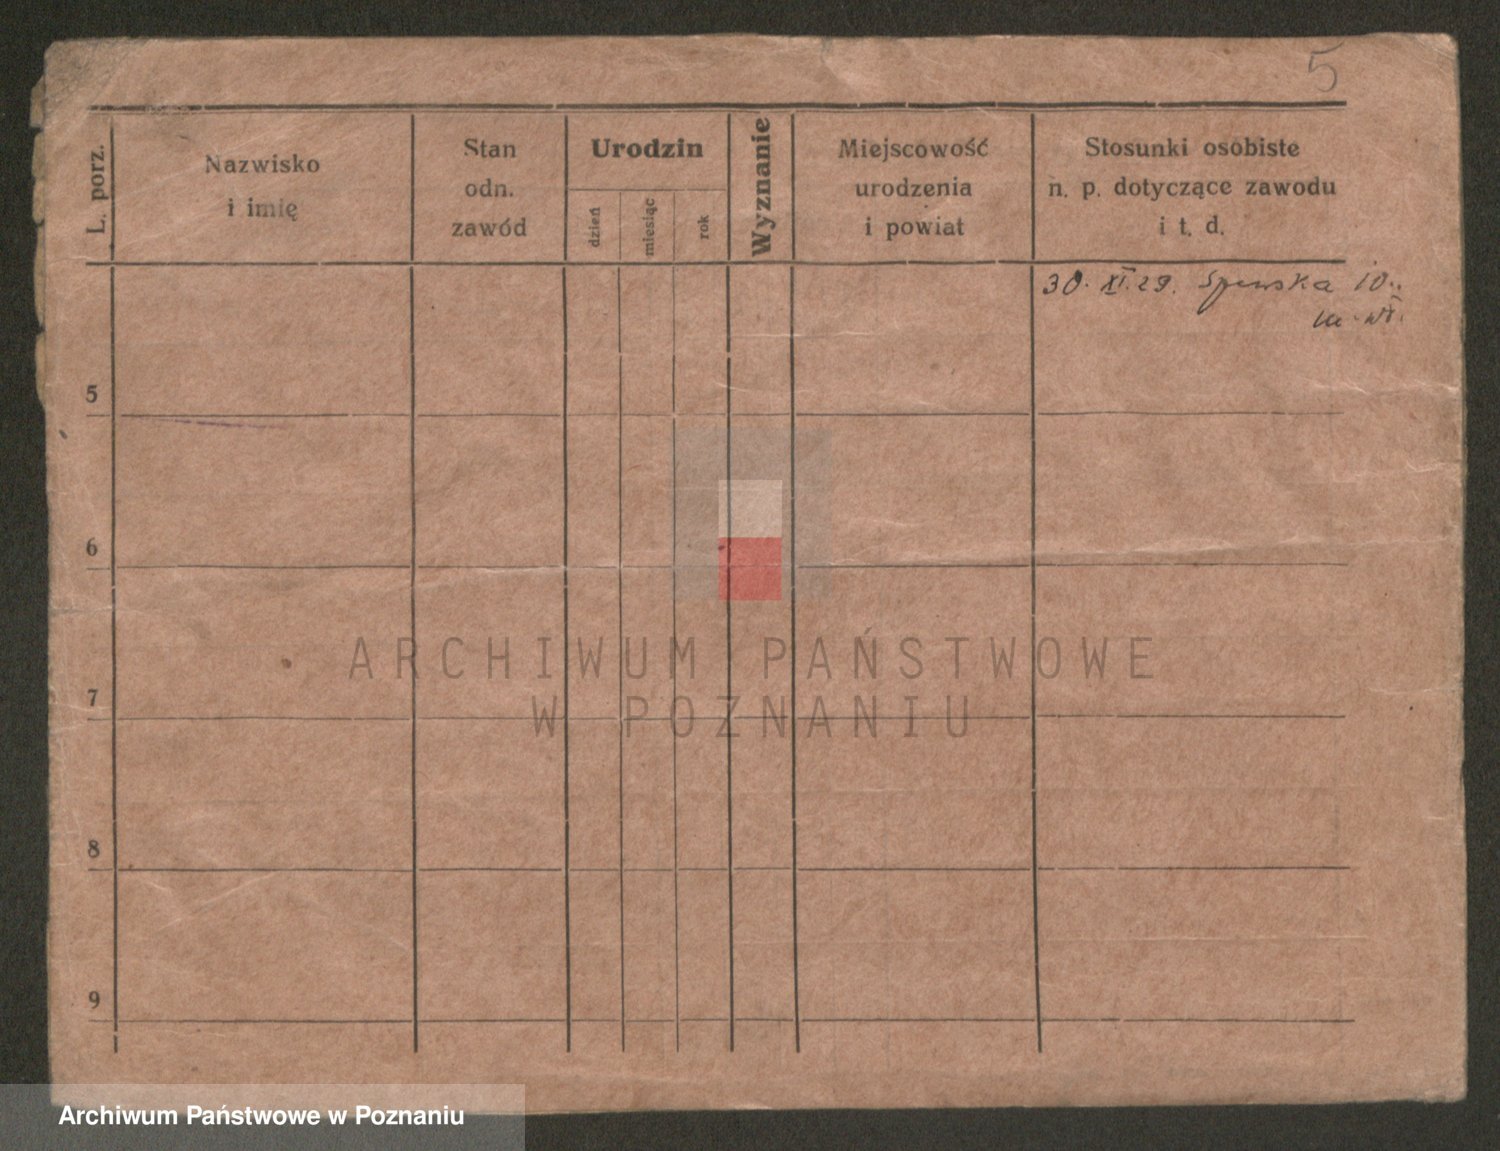 5
L. porz.
Nazwisko
i imię
Stan
odn.
zawód
Urodzin
dzień
miesiąc
rok
Wyznanie
Miejscowość
urodzenia
i powiat
Stosunki osobiste
n. p. dotyczące zawodu
i t. d.
30. XI. 29. 10.
5
6
7
8
9
ARCHIWUM PAŃSTWOWE
W POZNANIU
Archiwum Państwowe w Poznaniu